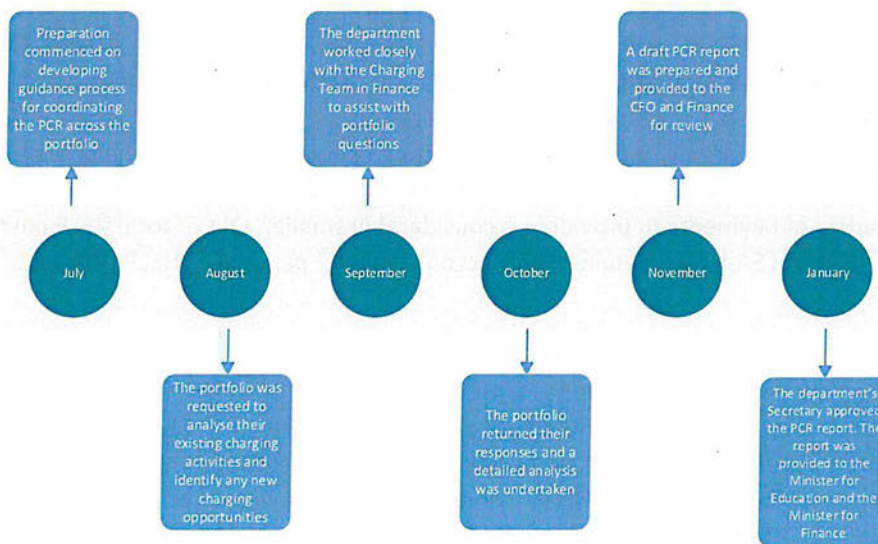 Preparation
commenced on
developing
guidance process
for coordinating
the PCR across the
portfolio
The department
worked closely
with the Charging
Team in Finance
to assist with
portfolio
questions
A draft PCR report
was prepared and
provided to the
CFO and Finance
for review
July
August
September
October
November
January
The portfolio was
requested to
analyse their
existing charging
activities and
identify any new
charging
opportunities
The portfolio
returned their
responses and a
detailed analysis
was undertaken
The department's
Secretary approved
the PCR report. The
report was
provided to the
Minister for
Education and the
Minister for
Finance